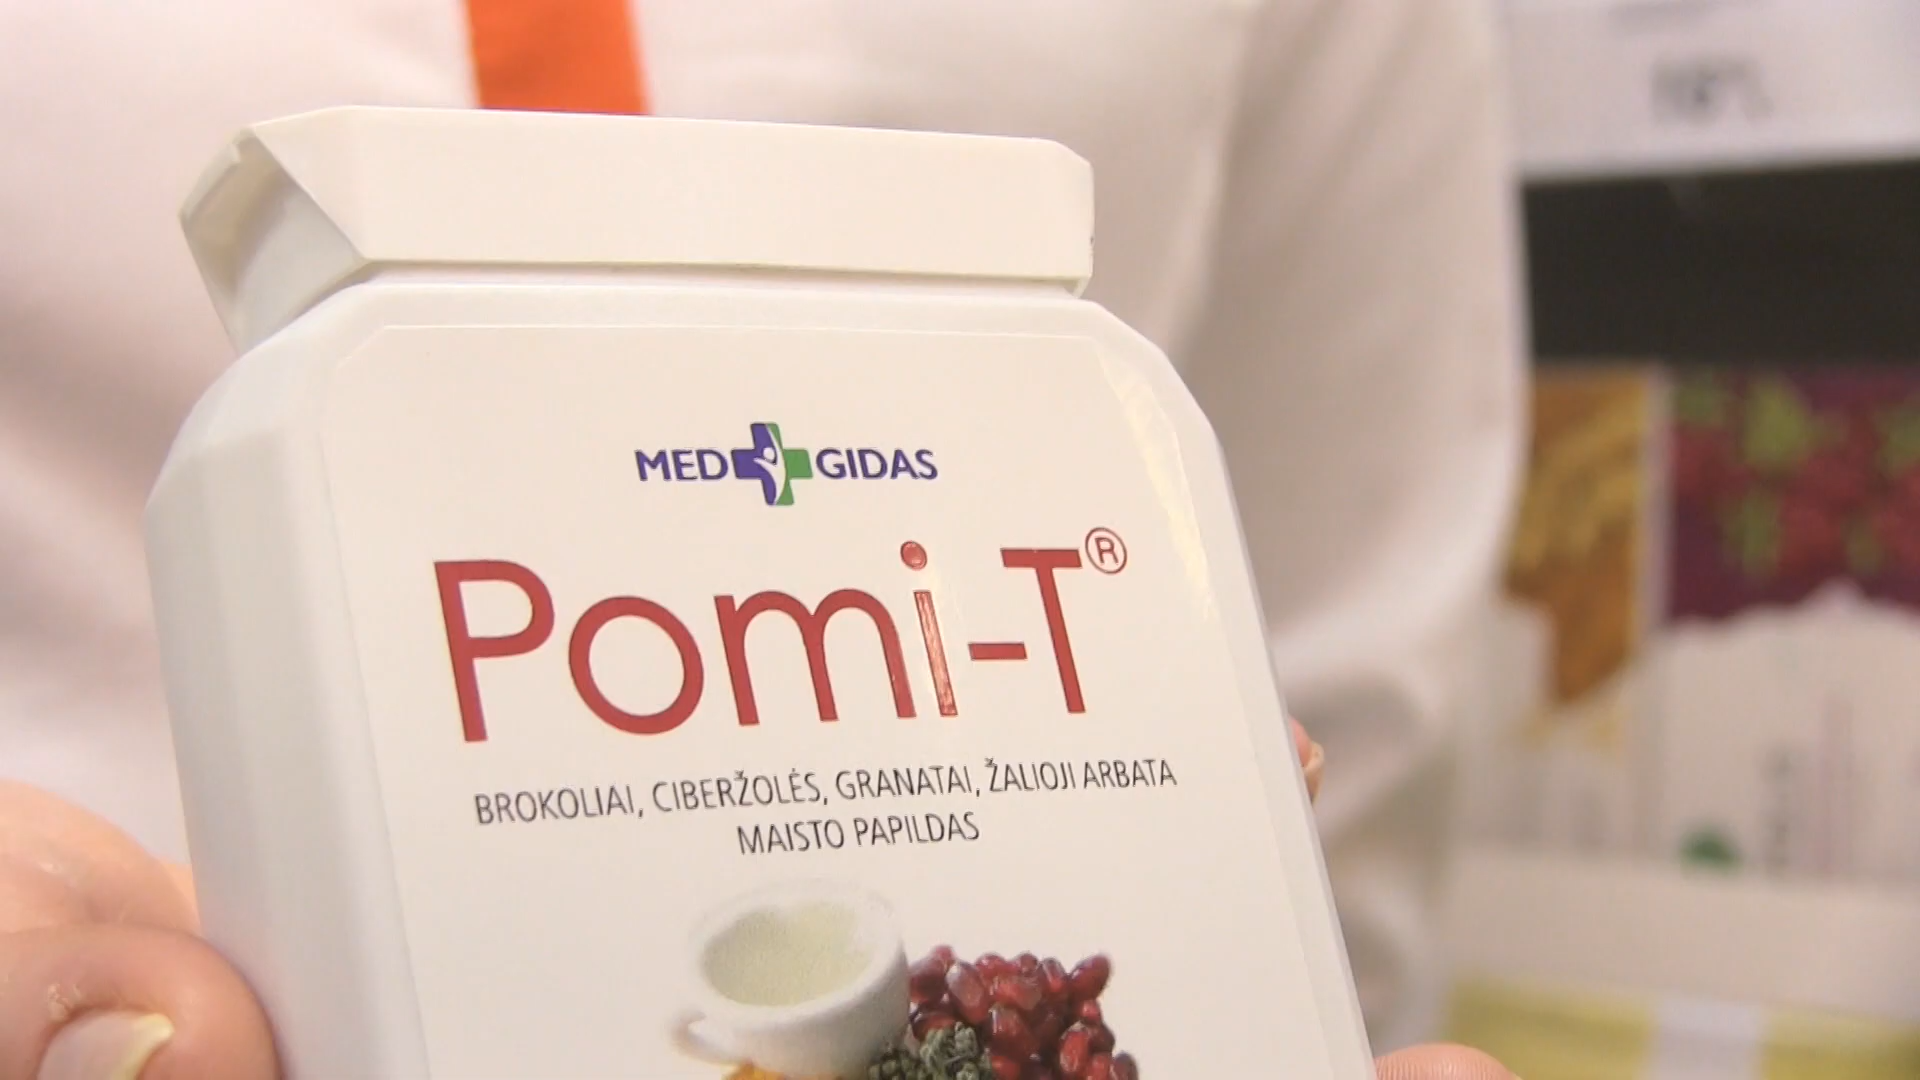 MED GIDAS
Pomi-T®
BROKOLIAI, CIBERŽOLĖS, GRANATAI, ŽALIOJI ARBATA
MAISTO PAPILDAS